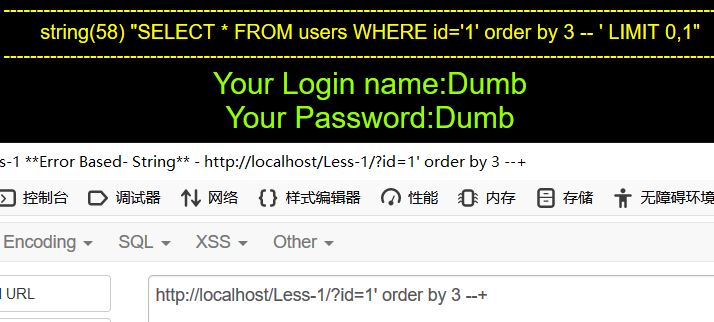 string(58) "SELECT * FROM users WHERE id='1' order by 3 -- ' LIMIT 0,1"
Your Login name:Dumb
Your Password:Dumb
s-1 **Error Based- String** - http://localhost/Less-1/?id=1' order by 3 --+
控制台 调试器 网络 样式编辑器 性能 内存 存储 无障碍环境
Encoding SQL XSS Other
URL
http://localhost/Less-1/?id=1' order by 3 --+